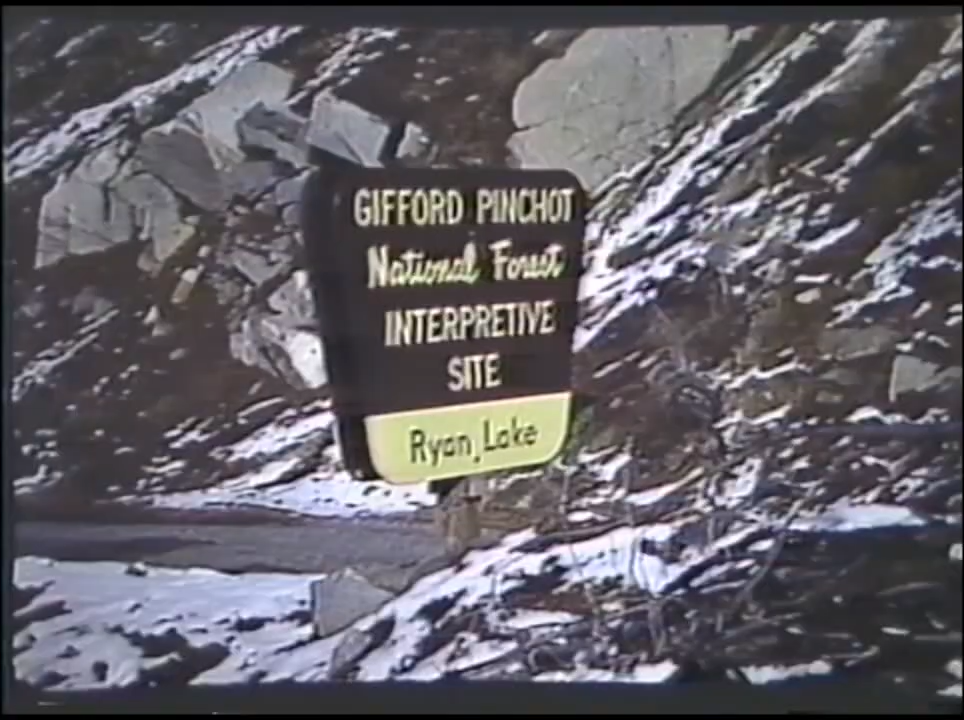 GIFFORD PINCHOT
National Forest
INTERPRETIVE
SITE
Ryan Lake